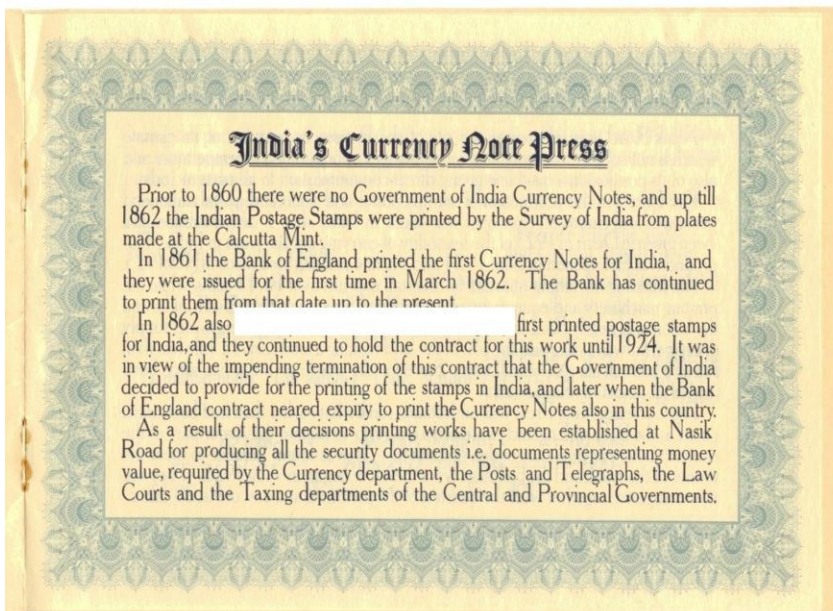 India's Currency Note Press
Prior to 1860 there were no Government of India Currency Notes, and up till
1862 the Indian Postage Stamps were printed by the Survey of India from plates
made at the Calcutta Mint.
In 1861 the Bank of England printed the first Currency Notes for India, and
they were issued for the first time in March 1862. The Bank has continued
to print them from that date up to the present.
In 1862 also first printed postage stamps
for India, and they continued to hold the contract for this work until 1924. It was
in view of the impending termination of this contract that the Government of India
decided to provide for the printing of the stamps in India, and later when the Bank
of England contract neared expiry to print the Currency Notes also in this country.
As a result of their decisions printing works have been established at Nasik
Road for producing all the security documents i.e. documents representing money
value, required by the Currency department, the Posts and Telegraphs, the Law
Courts and the Taxing departments of the Central and Provincial Governments.